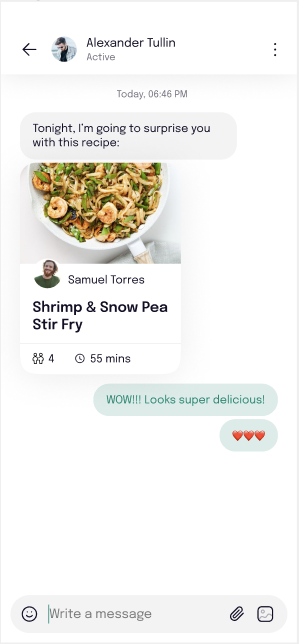 Alexander Tullin
Active
Today, 06:46 PM
Tonight, I'm going to surprise you
with this recipe:
Samuel Torres
Shrimp & Snow Pea
Stir Fry
4 55 mins
WOW!!! Looks super delicious!
❤️❤️❤️
Write a message